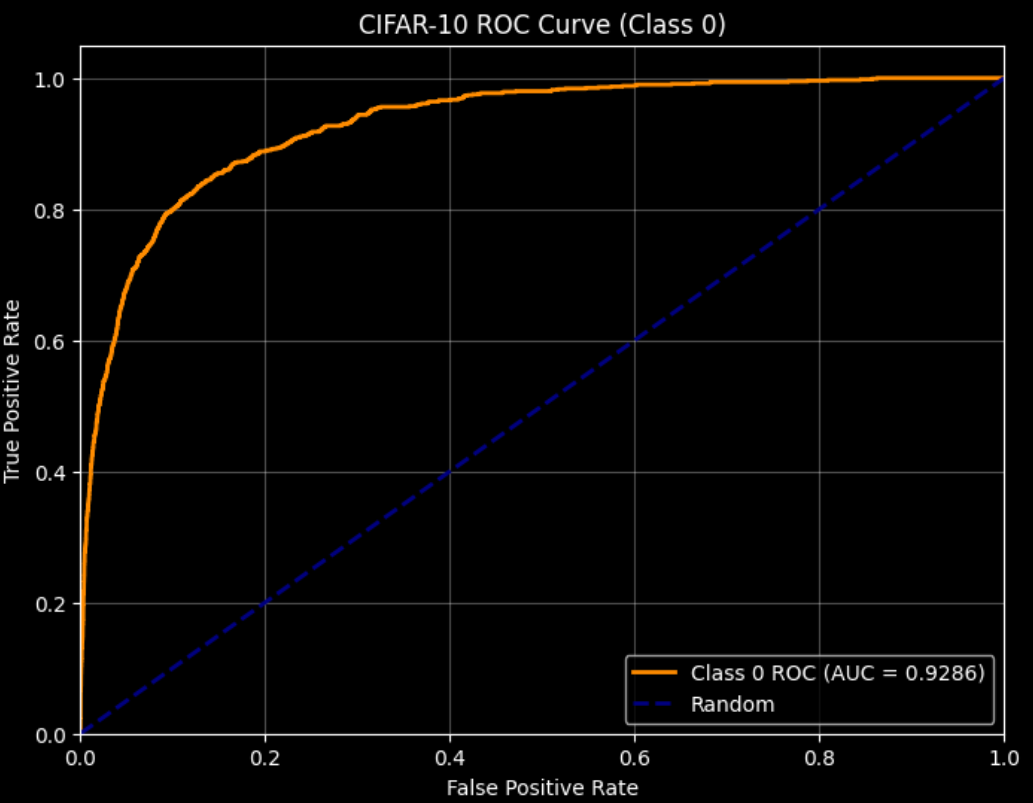 CIFAR-10 ROC Curve (Class 0)
1.0
0.8
0.6
0.4
0.2
0.0
True Positive Rate
0.0 0.2 0.4 0.6 0.8 1.0
False Positive Rate
Class 0 ROC (AUC = 0.9286)
Random